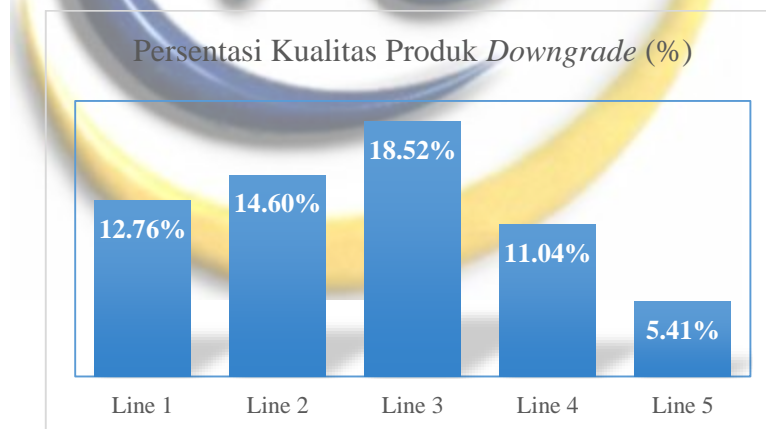 Persentasi Kualitas Produk Downgrade (%)
18.52%
14.60%
12.76%
11.04%
5.41%
Line 1 Line 2 Line 3 Line 4 Line 5